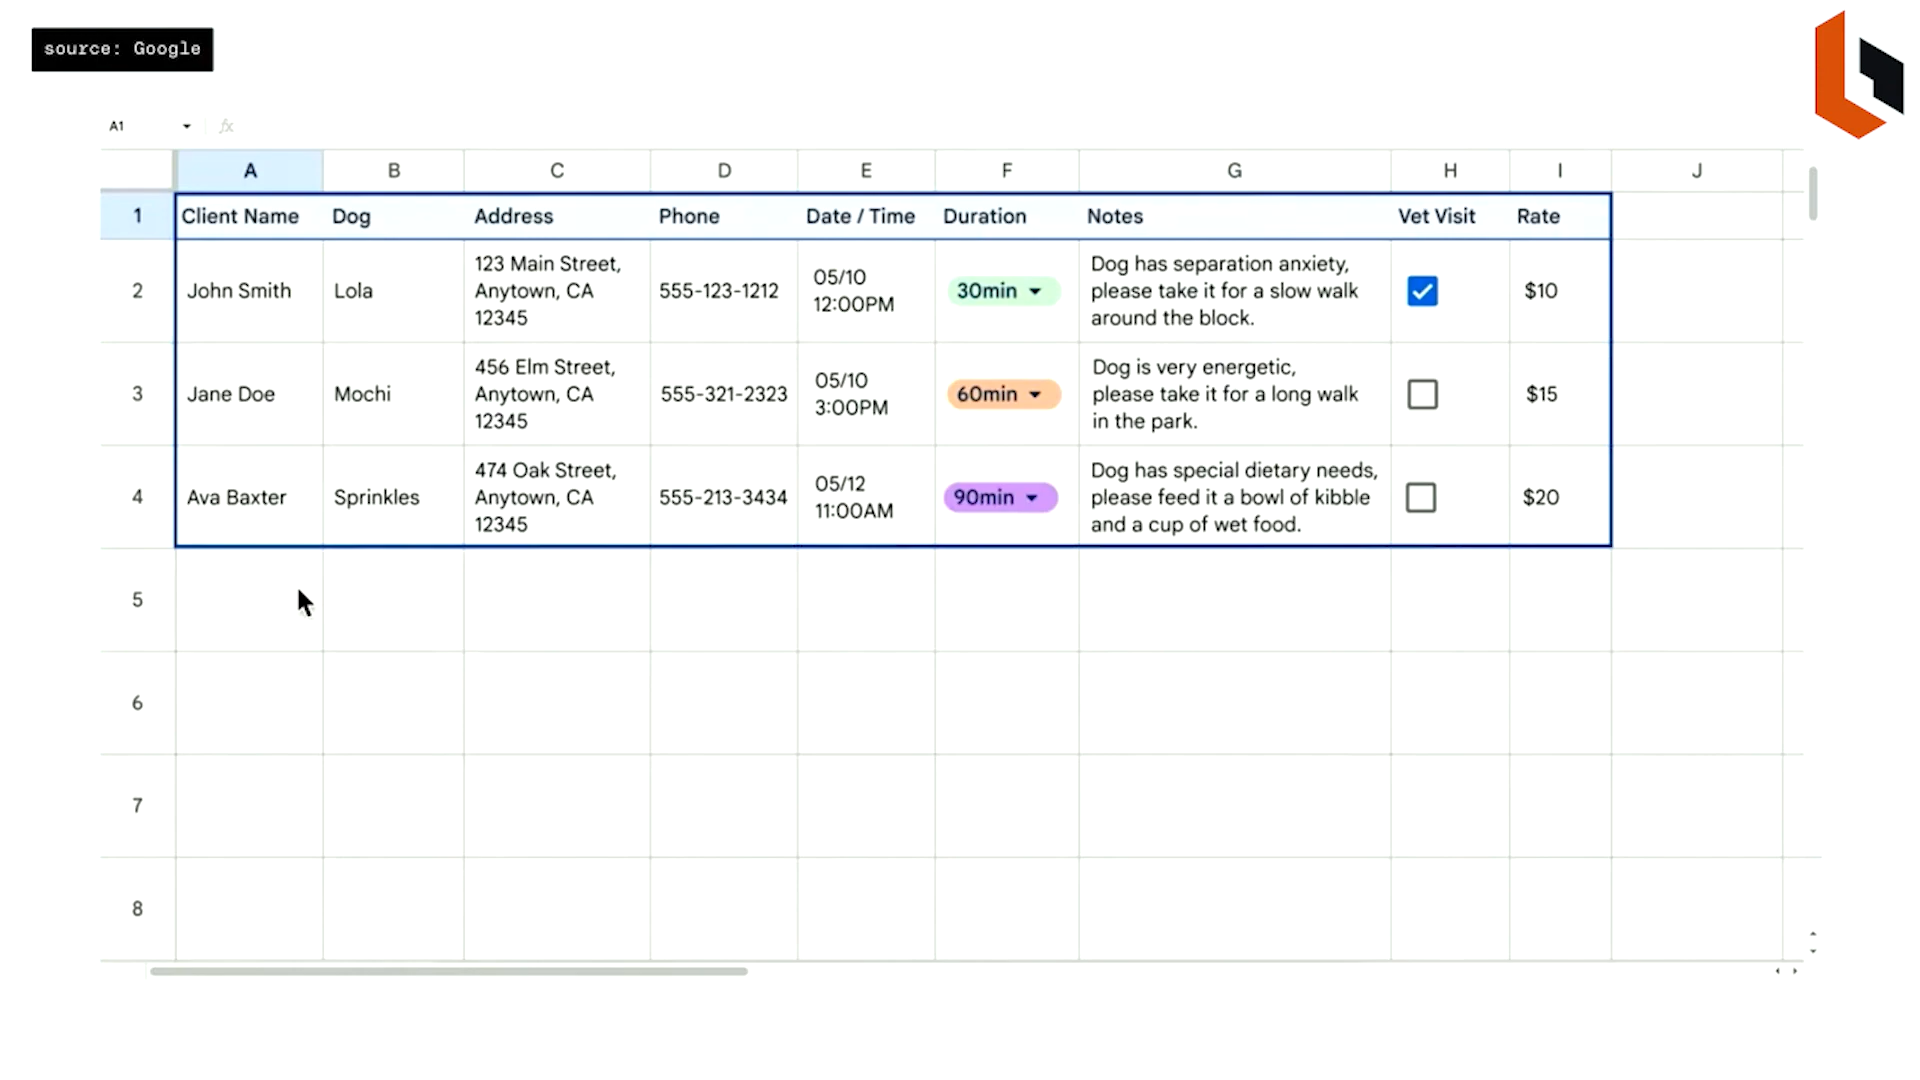 source: Google
A1
fx
A B C D E F G H I J
1 Client Name Dog Address Phone Date / Time Duration Notes Vet Visit Rate
2 John Smith Lola 123 Main Street, Anytown, CA 12345 555-123-1212 05/10 12:00PM 30min Dog has separation anxiety, please take it for a slow walk around the block. $10
3 Jane Doe Mochi 456 Elm Street, Anytown, CA 12345 555-321-2323 05/10 3:00PM 60min Dog is very energetic, please take it for a long walk in the park. $15
4 Ava Baxter Sprinkles 474 Oak Street, Anytown, CA 12345 555-213-3434 05/12 11:00AM 90min Dog has special dietary needs, please feed it a bowl of kibble and a cup of wet food. $20
5
6
7
8